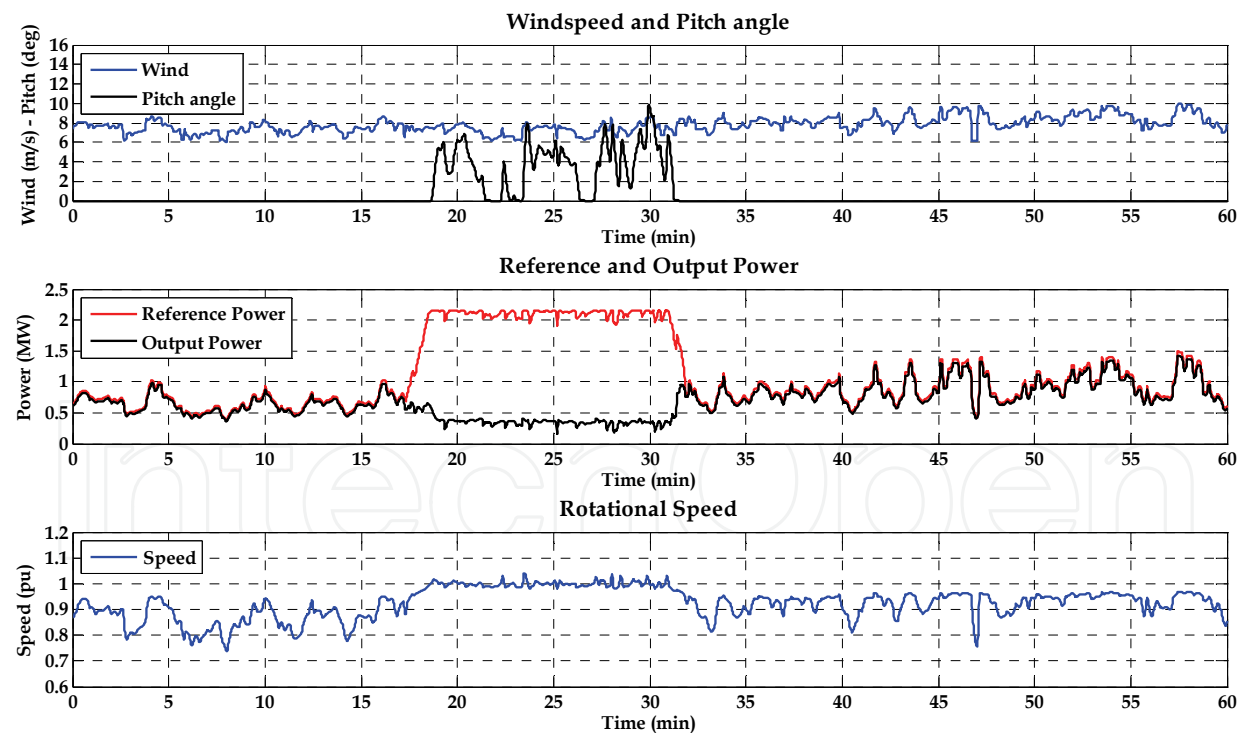 Windspeed and Pitch angle
Wind (m/s) - Pitch (deg)
16
14
12
10
8
6
4
2
0
Wind
Pitch angle
0 5 10 15 20 25 30 35 40 45 50 55 60
Time (min)
Reference and Output Power
Power (MW)
2.5
2
1.5
1
0.5
0
Reference Power
Output Power
0 5 10 15 20 25 30 35 40 45 50 55 60
Time (min)
IntechOpen
Rotational Speed
Speed (pu)
1.2
1.1
1
0.9
0.8
0.7
0.6
Speed
0 5 10 15 20 25 30 35 40 45 50 55 60
Time (min)